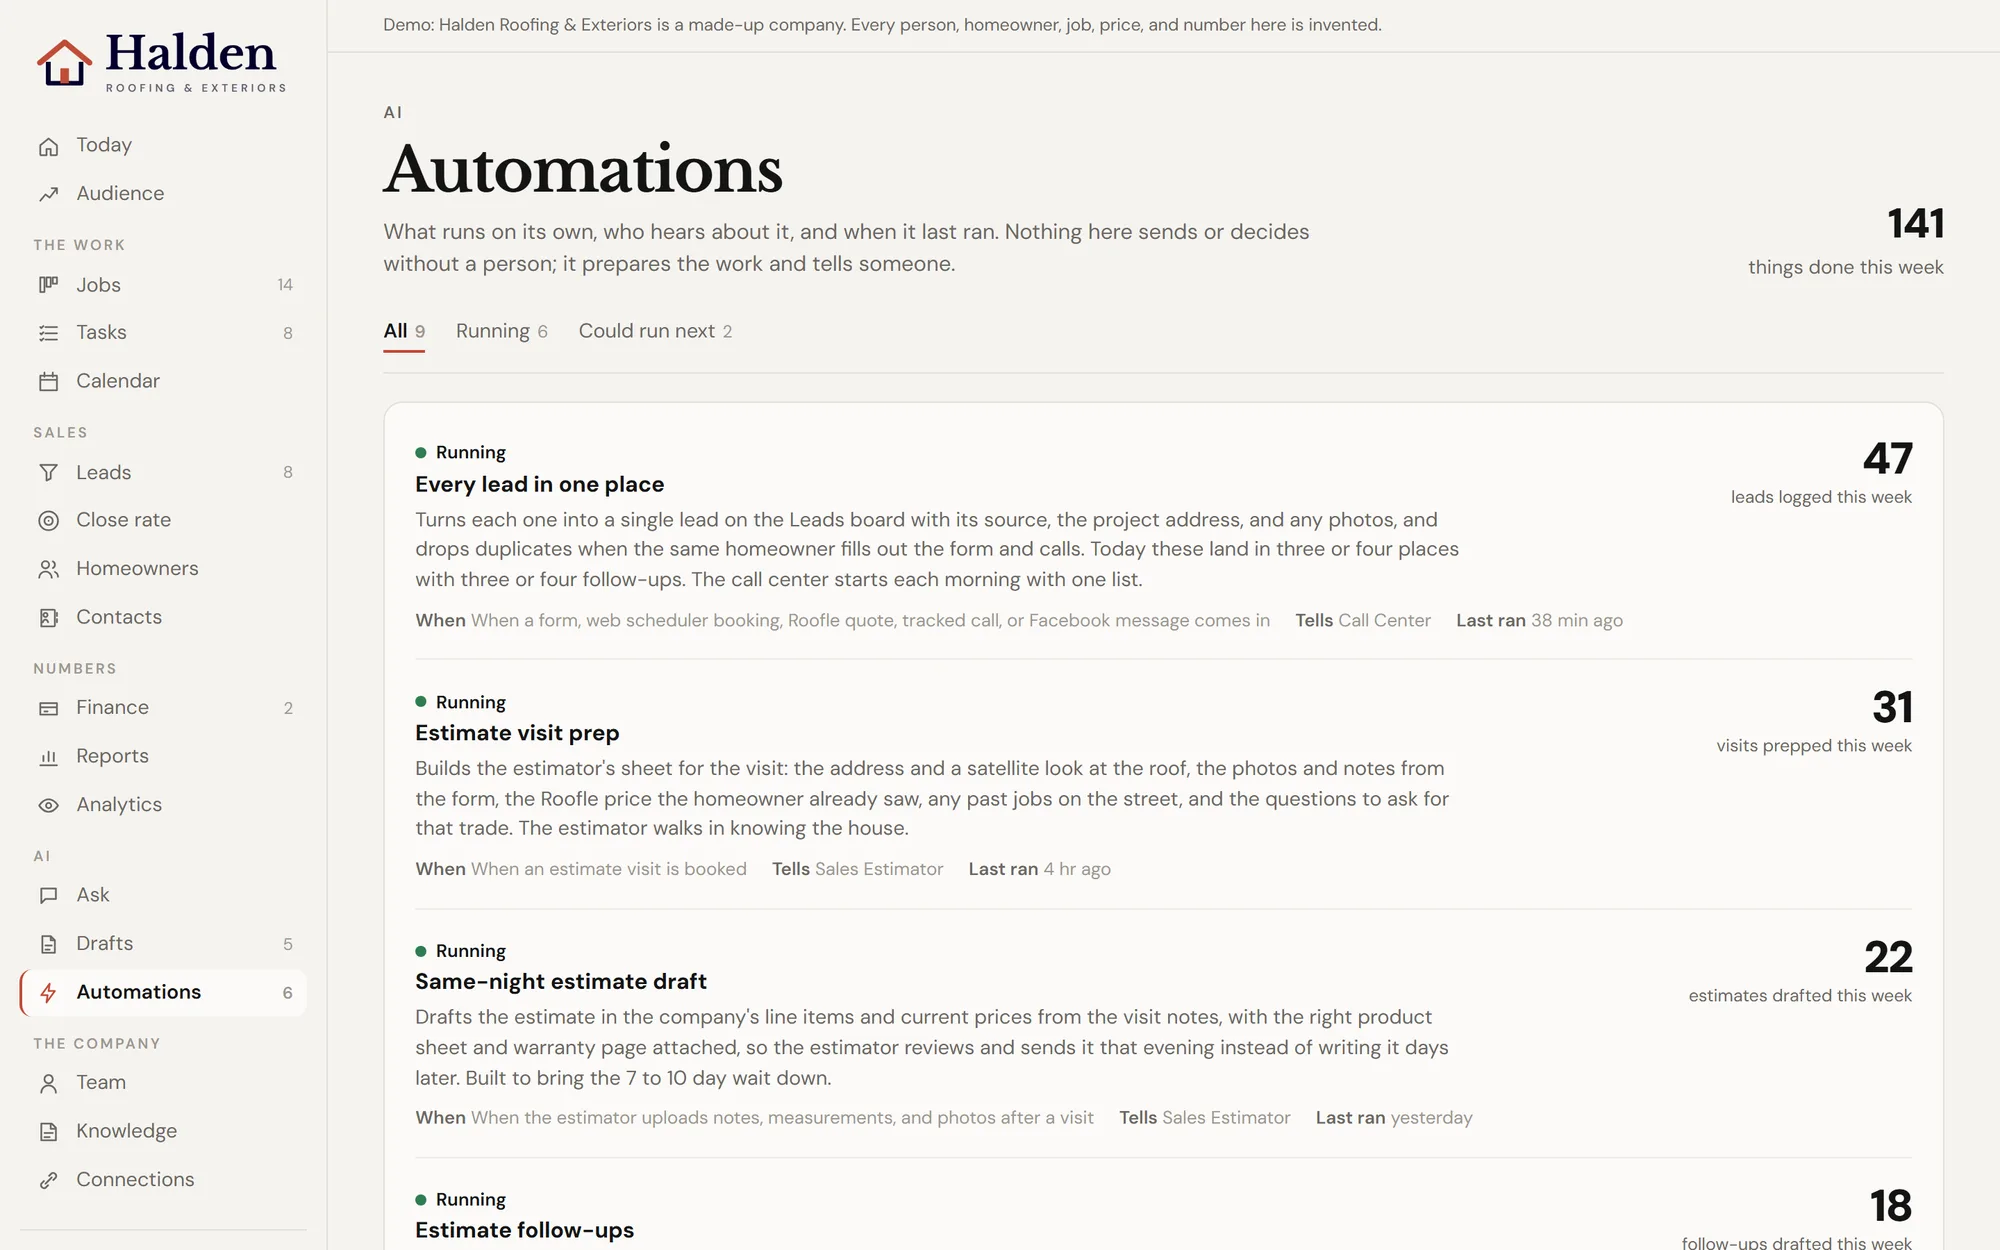 Halden
ROOFING & EXTERIORS
Today
Audience
THE WORK
Jobs 14
Tasks 8
Calendar
SALES
Leads 8
Close rate
Homeowners
Contacts
NUMBERS
Finance 2
Reports
Analytics
AI
Ask
Drafts 5
Automations 6
THE COMPANY
Team
Knowledge
Connections
Demo: Halden Roofing & Exteriors is a made-up company. Every person, homeowner, job, price, and number here is invented.
AI
Automations
What runs on its own, who hears about it, and when it last ran. Nothing here sends or decides
without a person; it prepares the work and tells someone.
141
things done this week
All 9 Running 6 Could run next 2
Running
Every lead in one place
Turns each one into a single lead on the Leads board with its source, the project address, and any photos, and
drops duplicates when the same homeowner fills out the form and calls. Today these land in three or four places
with three or four follow-ups. The call center starts each morning with one list.
When When a form, web scheduler booking, Roofle quote, tracked call, or Facebook message comes in Tells Call Center Last ran 38 min ago
47
leads logged this week
Running
Estimate visit prep
Builds the estimator's sheet for the visit: the address and a satellite look at the roof, the photos and notes from
the form, the Roofle price the homeowner already saw, any past jobs on the street, and the questions to ask for
that trade. The estimator walks in knowing the house.
When When an estimate visit is booked Tells Sales Estimator Last ran 4 hr ago
31
visits prepped this week
Running
Same-night estimate draft
Drafts the estimate in the company's line items and current prices from the visit notes, with the right product
sheet and warranty page attached, so the estimator reviews and sends it that evening instead of writing it days
later. Built to bring the 7 to 10 day wait down.
When When the estimator uploads notes, measurements, and photos after a visit Tells Sales Estimator Last ran yesterday
22
estimates drafted this week
Running
Estimate follow-ups
18
follow-ups drafted this week